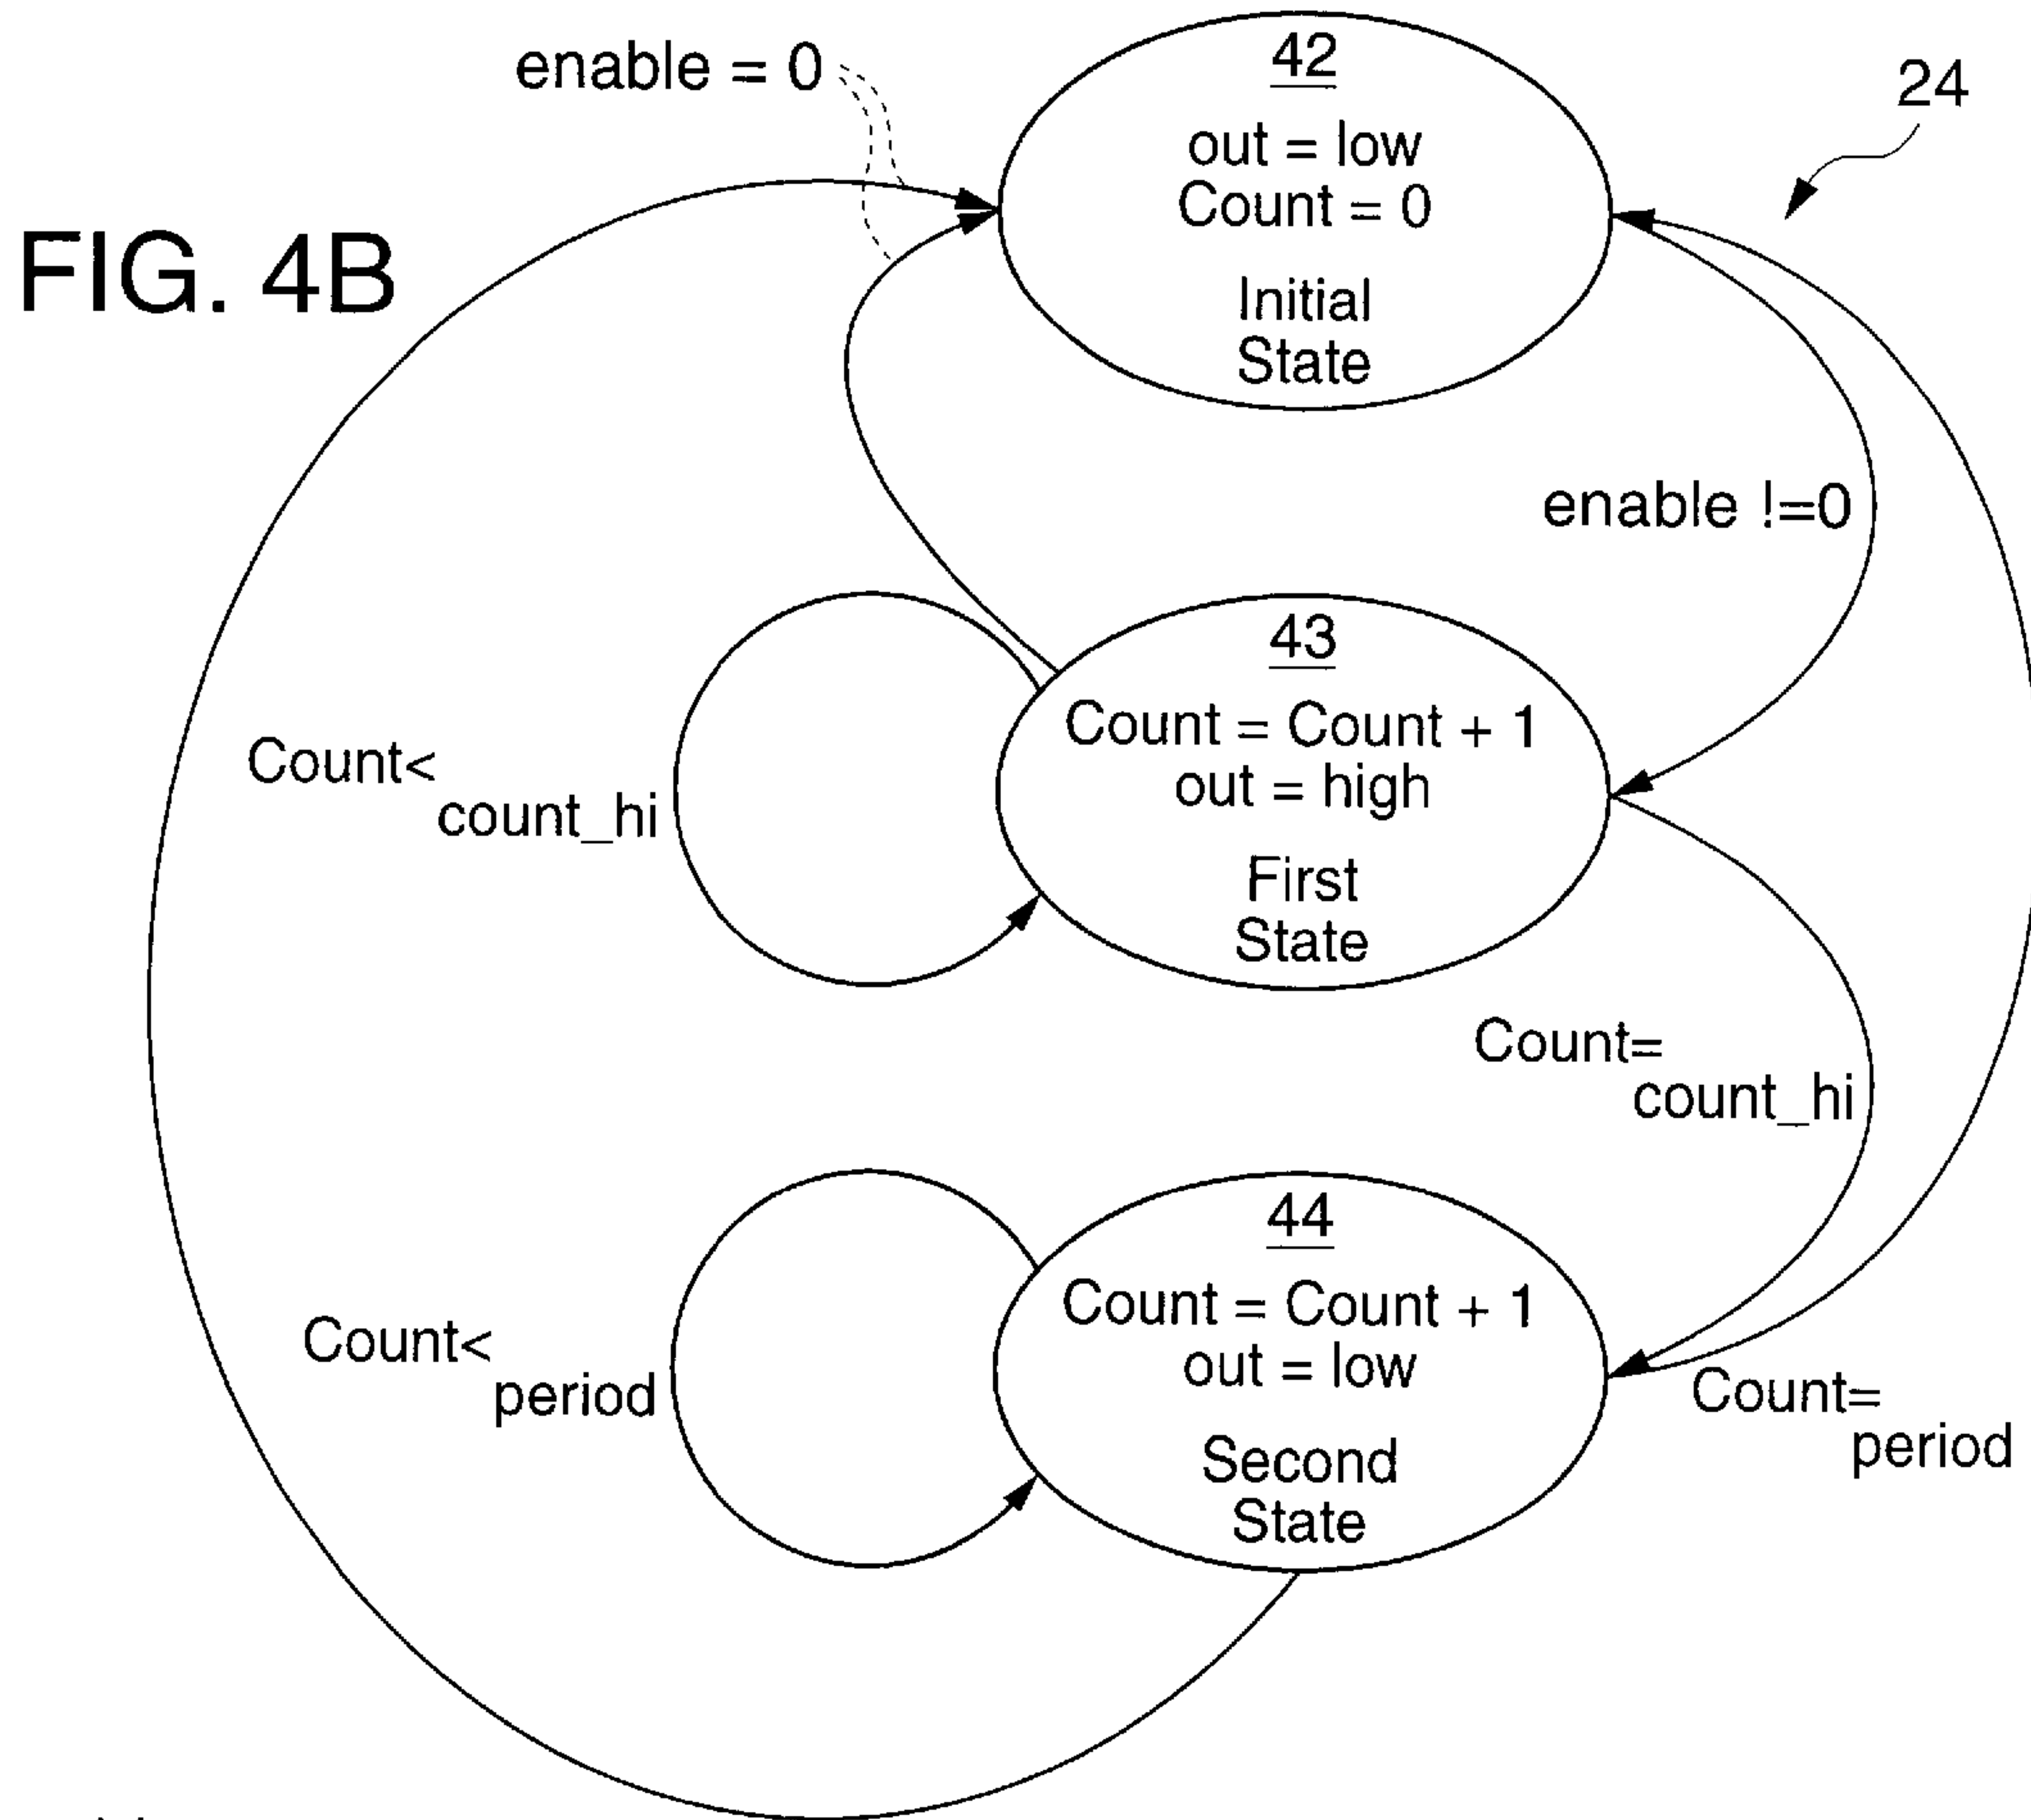 FIG. 4B
24
enable = 0
42
out = low
Count = 0
Initial
State
enable !=0
43
Count = Count + 1
out = high
First
State
Count<
count_hi
Count=
count_hi
44
Count = Count + 1
out = low
Second
State
Count<
period
Count=
period